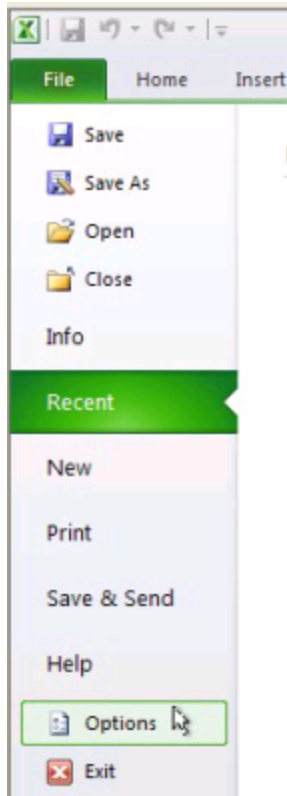 File Home Insert
Save
Save As
Open
Close
Info
Recent
New
Print
Save & Send
Help
Options
Exit